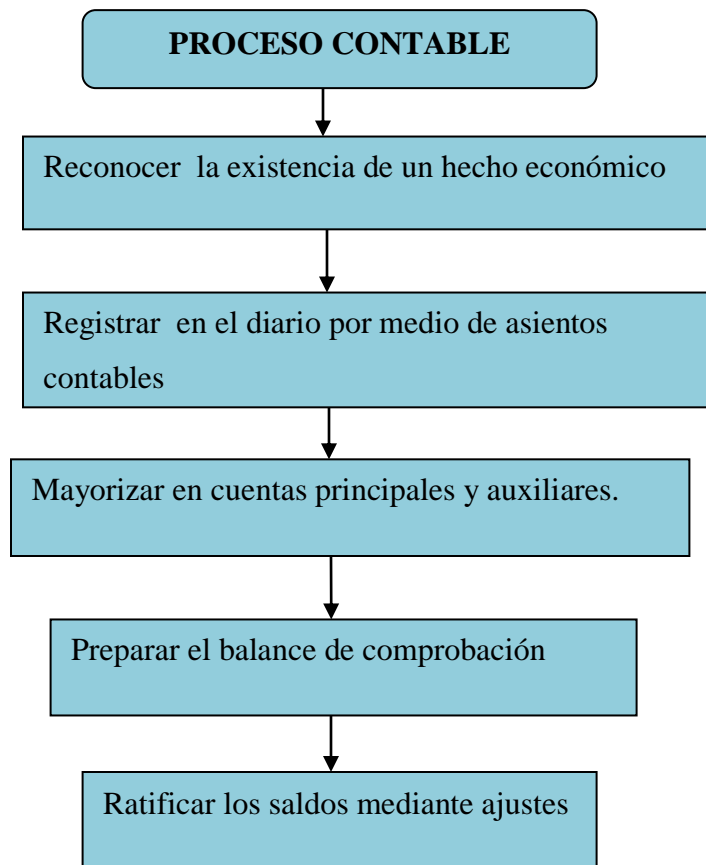 PROCESO CONTABLE
Reconocer la existencia de un hecho económico
Registrar en el diario por medio de asientos
contables
Mayorizar en cuentas principales y auxiliares.
Preparar el balance de comprobación
Ratificar los saldos mediante ajustes